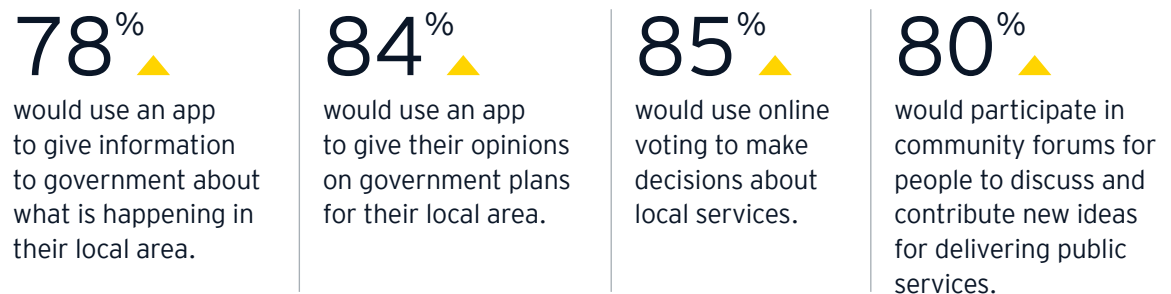 78%
would use an app
to give information
to government about
what is happening in
their local area.
84%
would use an app
to give their opinions
on government plans
for their local area.
85%
would use online
voting to make
decisions about
local services.
80%
would participate in
community forums for
people to discuss and
contribute new ideas
for delivering public
services.